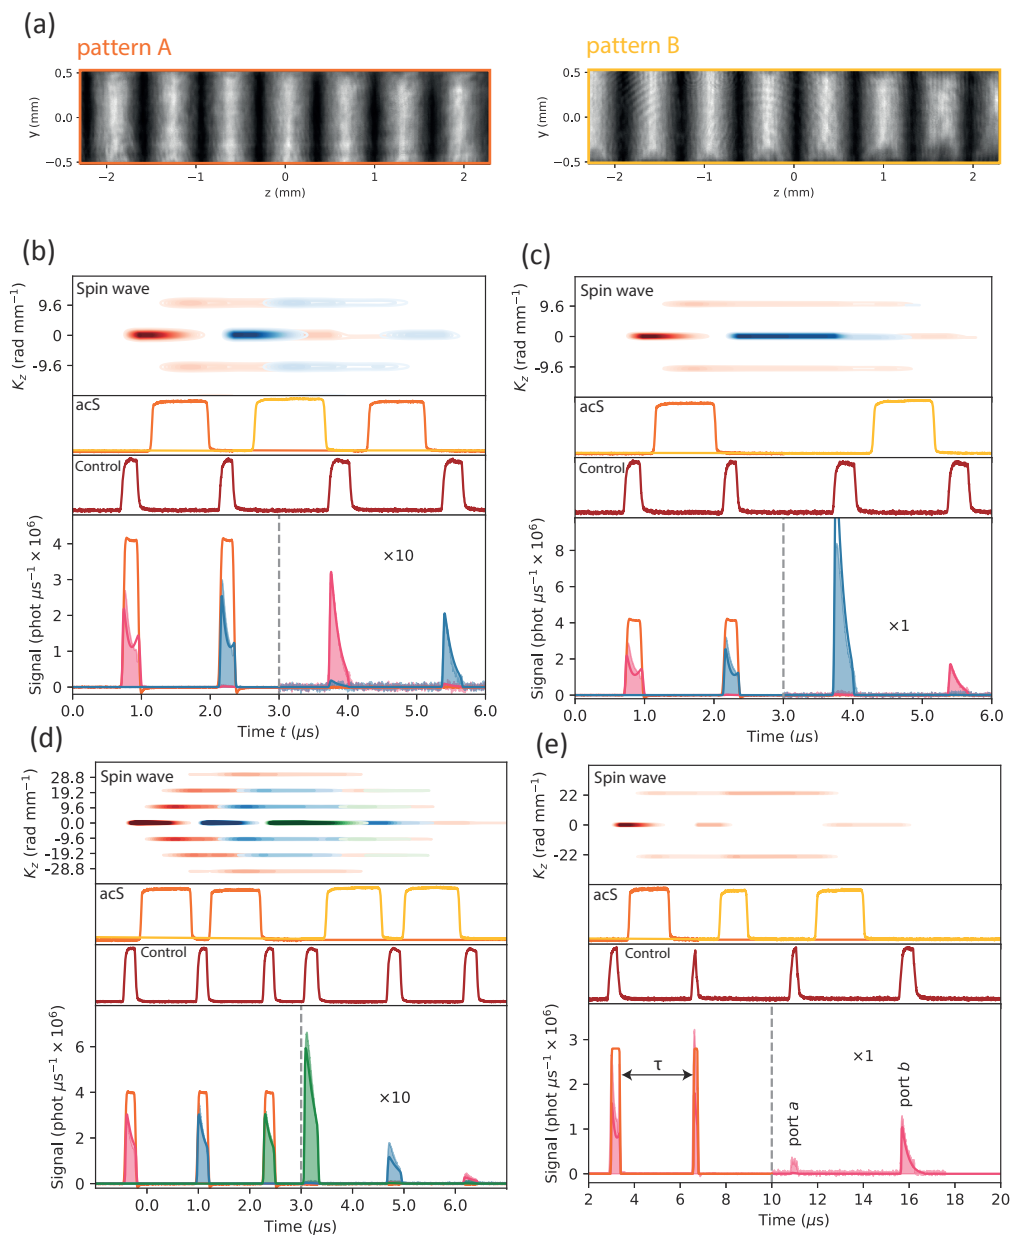 (a)
pattern A
pattern B
0.5
0.0
−0.5
y (mm)
−2
−1
0
1
2
z (mm)
0.5
0.0
−0.5
y (mm)
−2
−1
0
1
2
z (mm)
(b)
Spin wave
9.6
0
-9.6
K_z (rad mm⁻¹)
acS
Control
×10
4
3
2
1
0
Signal (phot μs⁻¹ × 10⁶)
0.0
1.0
2.0
3.0
4.0
5.0
6.0
Time t (μs)
(c)
Spin wave
9.6
0
-9.6
K_z (rad mm⁻¹)
acS
Control
×1
8
6
4
2
0
Signal (phot μs⁻¹ × 10⁶)
0.0
1.0
2.0
3.0
4.0
5.0
6.0
Time (μs)
(d)
Spin wave
28.8
19.2
9.6
0.0
-9.6
-19.2
-28.8
K_z (rad mm⁻¹)
acS
Control
×10
6
4
2
0
Signal (phot μs⁻¹ × 10⁶)
0.0
1.0
2.0
3.0
4.0
5.0
6.0
Time (μs)
(e)
Spin wave
22
0
-22
K_z (rad mm⁻¹)
acS
Control
τ
×1
port a
port b
3
2
1
0
Signal (phot μs⁻¹ × 10⁶)
2
4
6
8
10
12
14
16
18
20
Time (μs)